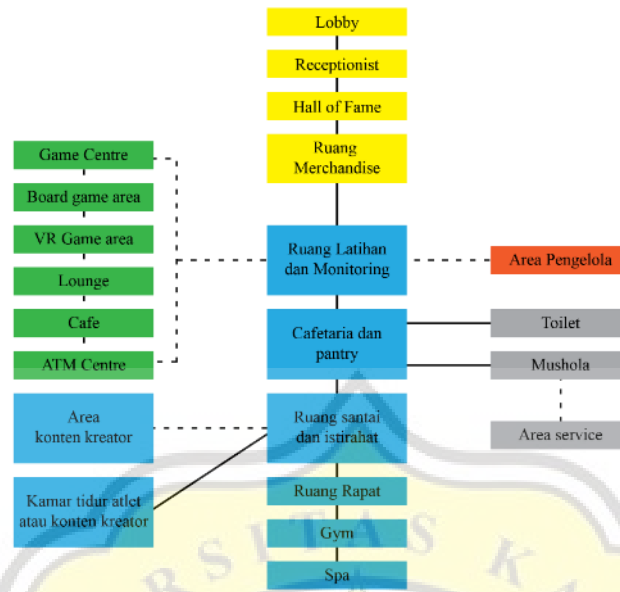 Lobby
Receptionist
Hall of Fame
Ruang
Merchandise
Game Centre
Board game area
VR Game area
Lounge
Cafe
ATM Centre
Ruang Latihan
dan Monitoring
Area Pengelola
Cafetaria dan
pantry
Toilet
Mushola
Area
konten kreator
Ruang santai
dan istirahat
Area service
Kamar tidur atlet
atau konten kreator
Ruang Rapat
Gym
Spa
RSITAS KA